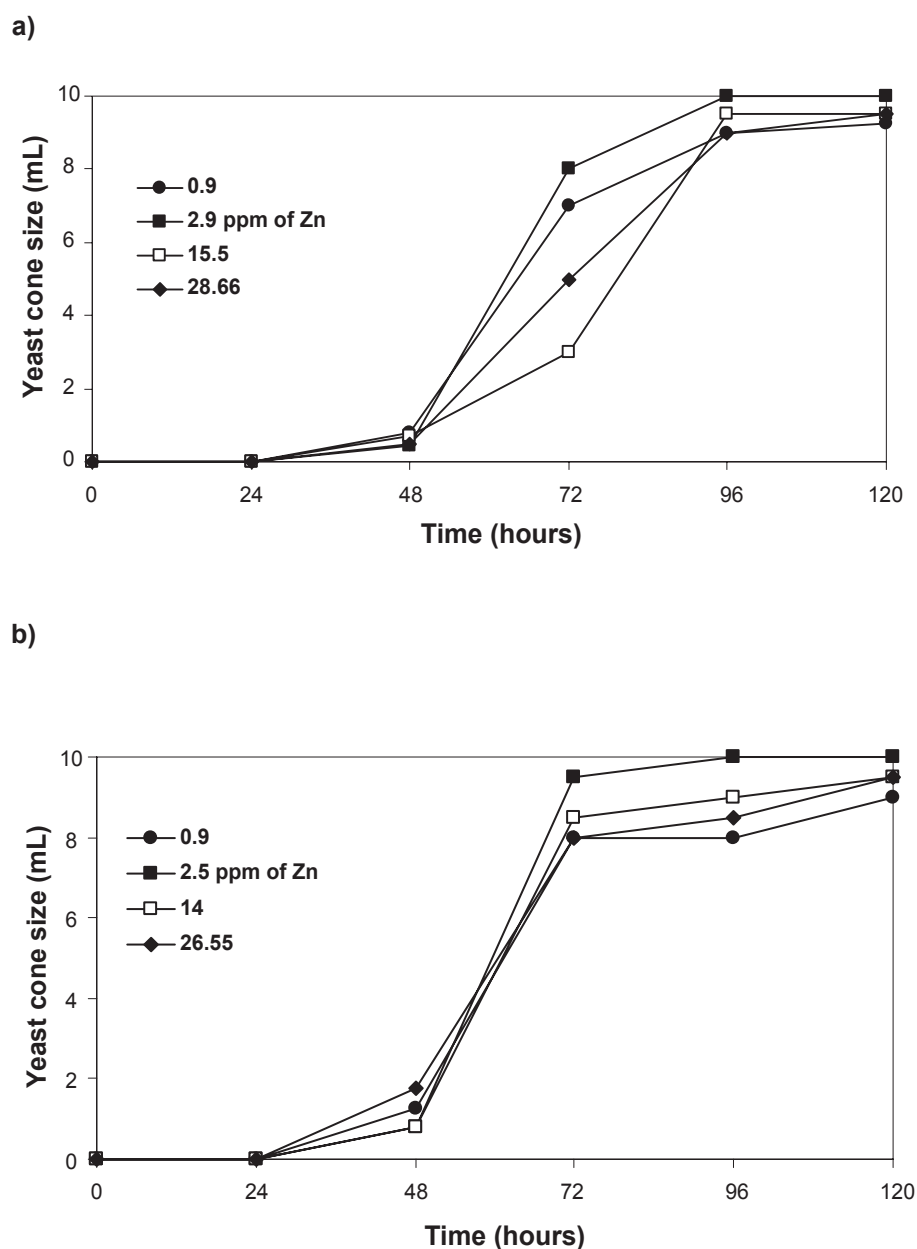 a)
10
8
6
4
2
0
Yeast cone size (mL)
0.9
2.9 ppm of Zn
15.5
28.66
0 24 48 72 96 120
Time (hours)
b)
10
8
6
4
2
0
Yeast cone size (mL)
0.9
2.5 ppm of Zn
14
26.55
0 24 48 72 96 120
Time (hours)